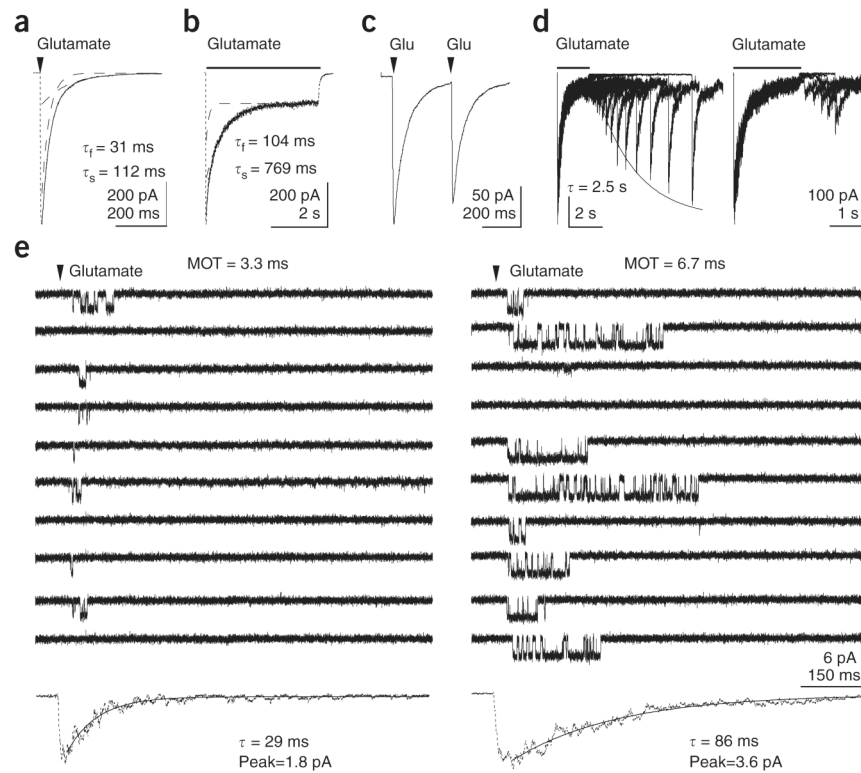 a
Glutamate
τf = 31 ms
τs = 112 ms
200 pA
200 ms
b
Glutamate
τf = 104 ms
τs = 769 ms
200 pA
2 s
c
Glu Glu
50 pA
200 ms
d
Glutamate Glutamate
τ = 2.5 s
2 s
100 pA
1 s
e
Glutamate MOT = 3.3 ms
Glutamate MOT = 6.7 ms
6 pA
150 ms
τ = 29 ms
Peak=1.8 pA
τ = 86 ms
Peak=3.6 pA